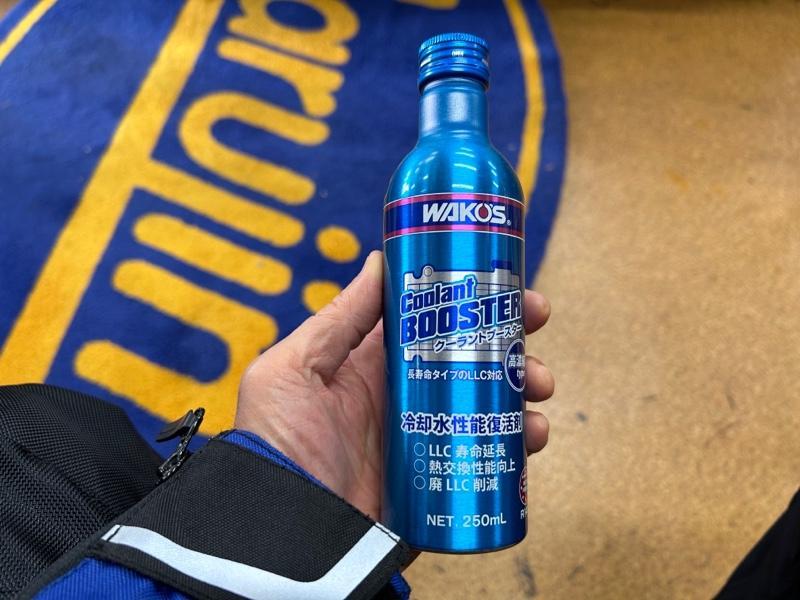 WAKO'S®
Coolant
BOOSTER
クーラントブースター
長寿命タイプのLLC対応
冷却水性能復活剤
○ LLC 寿命延長
○ 熱交換性能向上
○ 廃 LLC 削減
NET. 250mL